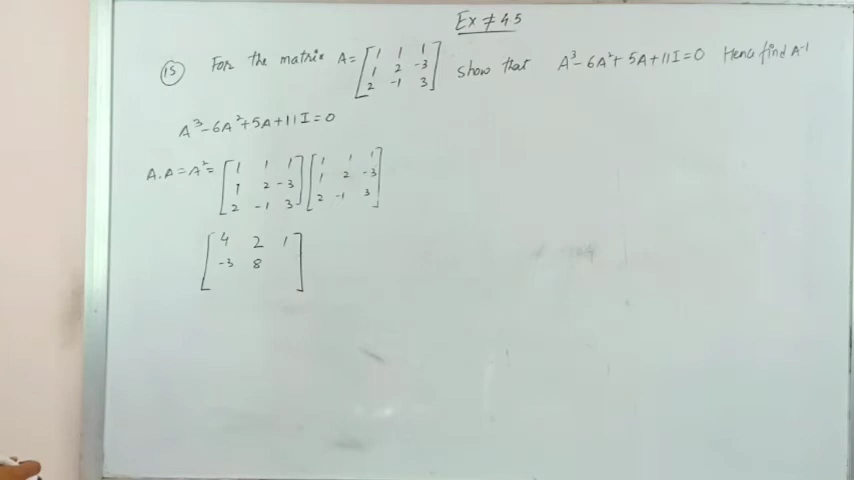 Ex ≠ 4.5
(15) For the matrix A = [1 1 1; 1 2 -3; 2 -1 3] show that A³-6A²+5A+11I=0 Hence find A-1
A³-6A²+5A+11I=0
A.A = A² = [1 1 1; 1 2 -3; 2 -1 3] [1 1 1; 1 2 -3; 2 -1 3]
[4 2 1
-3 8 ]